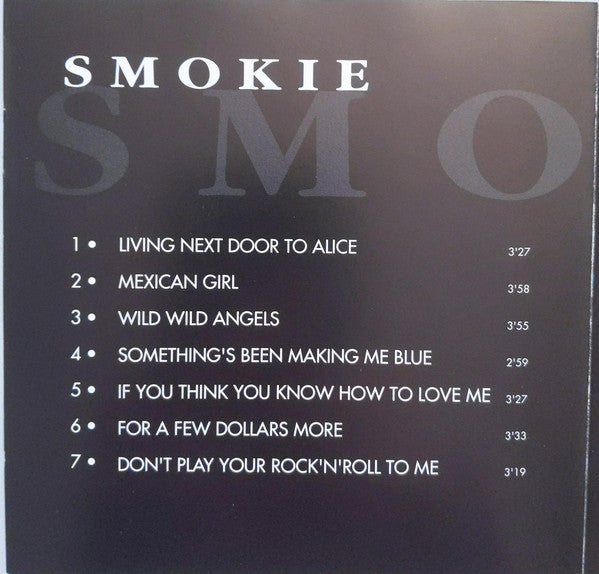 SMOKIE
SMO
1 • LIVING NEXT DOOR TO ALICE 3'27
2 • MEXICAN GIRL 3'58
3 • WILD WILD ANGELS 3'55
4 • SOMETHING'S BEEN MAKING ME BLUE 2'59
5 • IF YOU THINK YOU KNOW HOW TO LOVE ME 3'27
6 • FOR A FEW DOLLARS MORE 3'33
7 • DON'T PLAY YOUR ROCK'N'ROLL TO ME 3'19